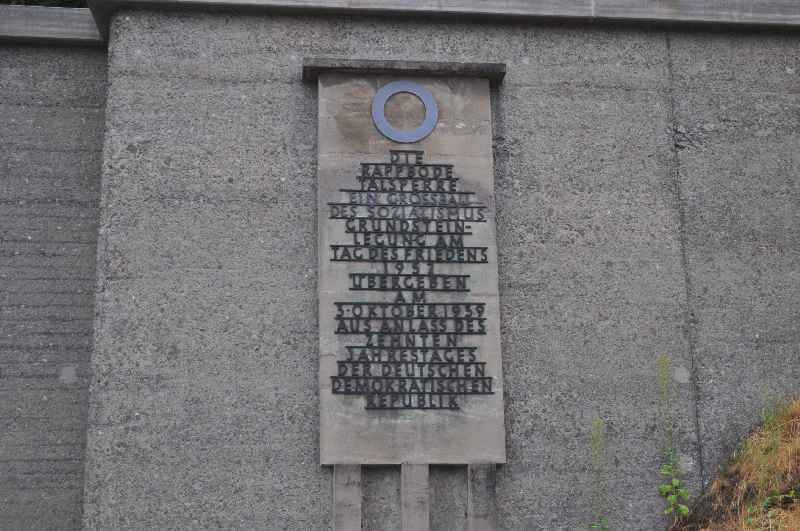 DIE
RAPPBODE
TALSPERRE
EIN GROSSBAU
DES SOZIALISMUS
GRUNDSTEIN-
LEGUNG AM
TAG DES FRIEDENS
1952
ÜBERGEBEN
AM
3·OKTOBER 1959
AUS ANLASS DES
ZEHNTEN
JAHRESTAGES
DER DEUTSCHEN
DEMOKRATISCHEN
REPUBLIK